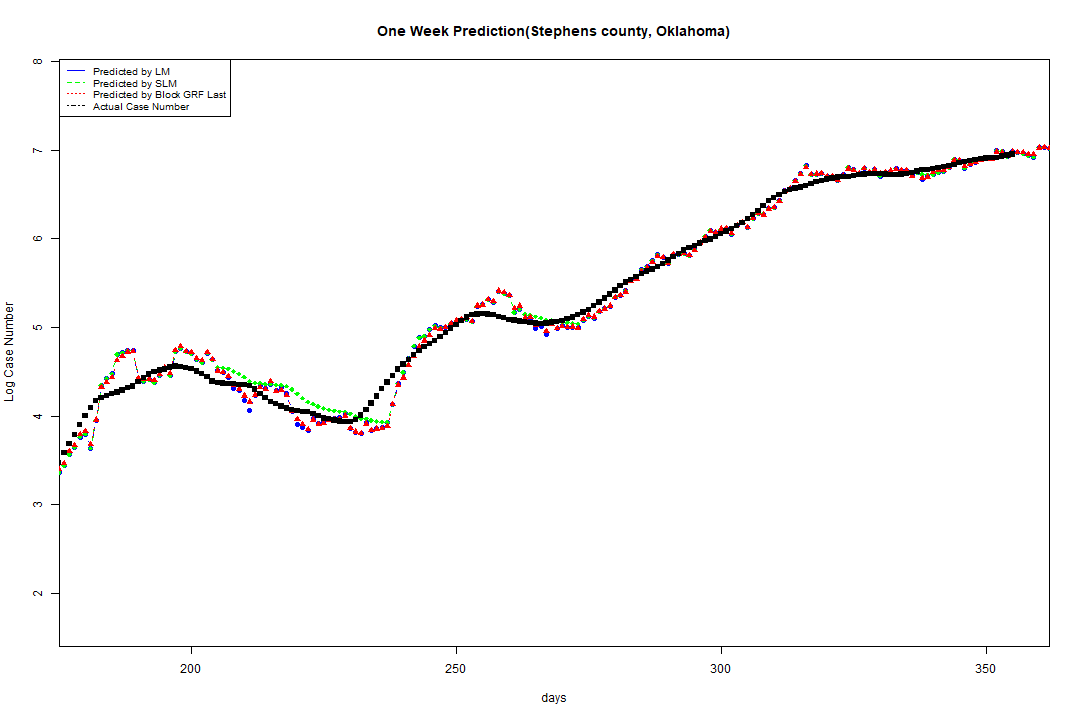 One Week Prediction(Stephens county, Oklahoma)
Predicted by LM
Predicted by SLM
Predicted by Block GRF Last
Actual Case Number
8
7
6
5
4
3
2
Log Case Number
200
250
300
350
days